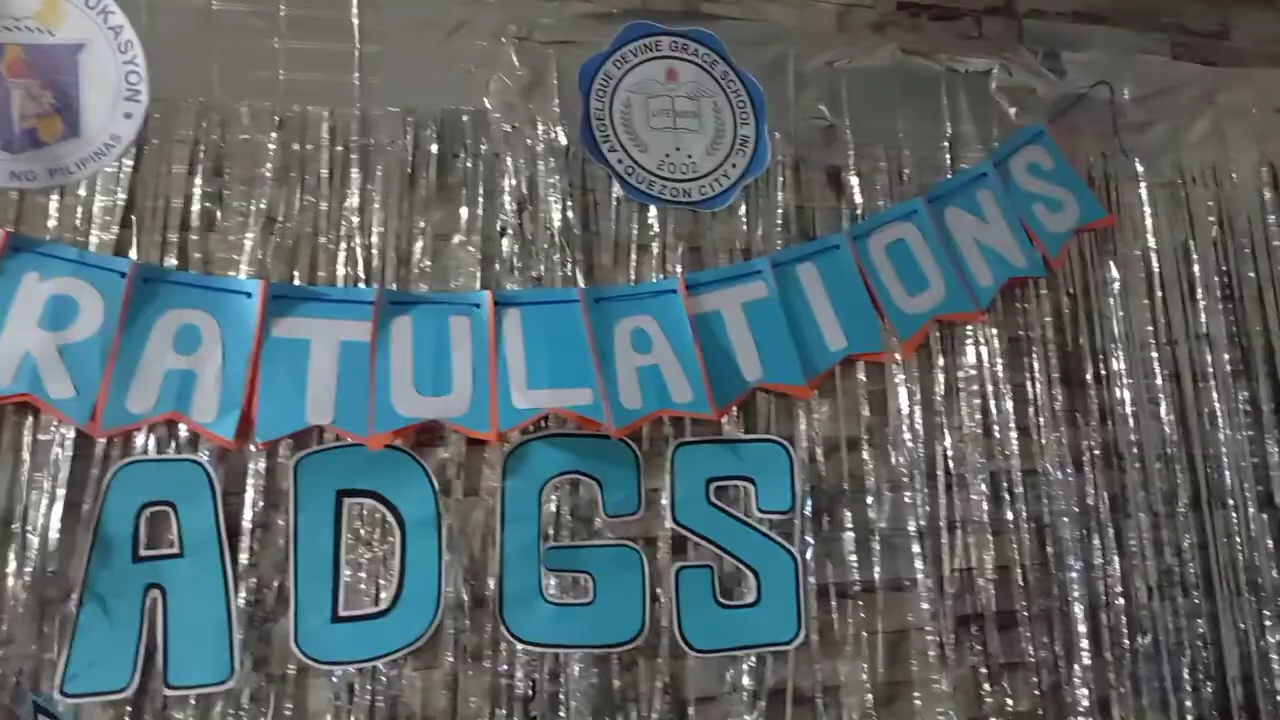 UKASYON •
NG PILIPINAS
• ANGELIQUE DEVINE GRACE SCHOOL INC •
2002
QUEZON CITY
RATULATIONS
ADGS